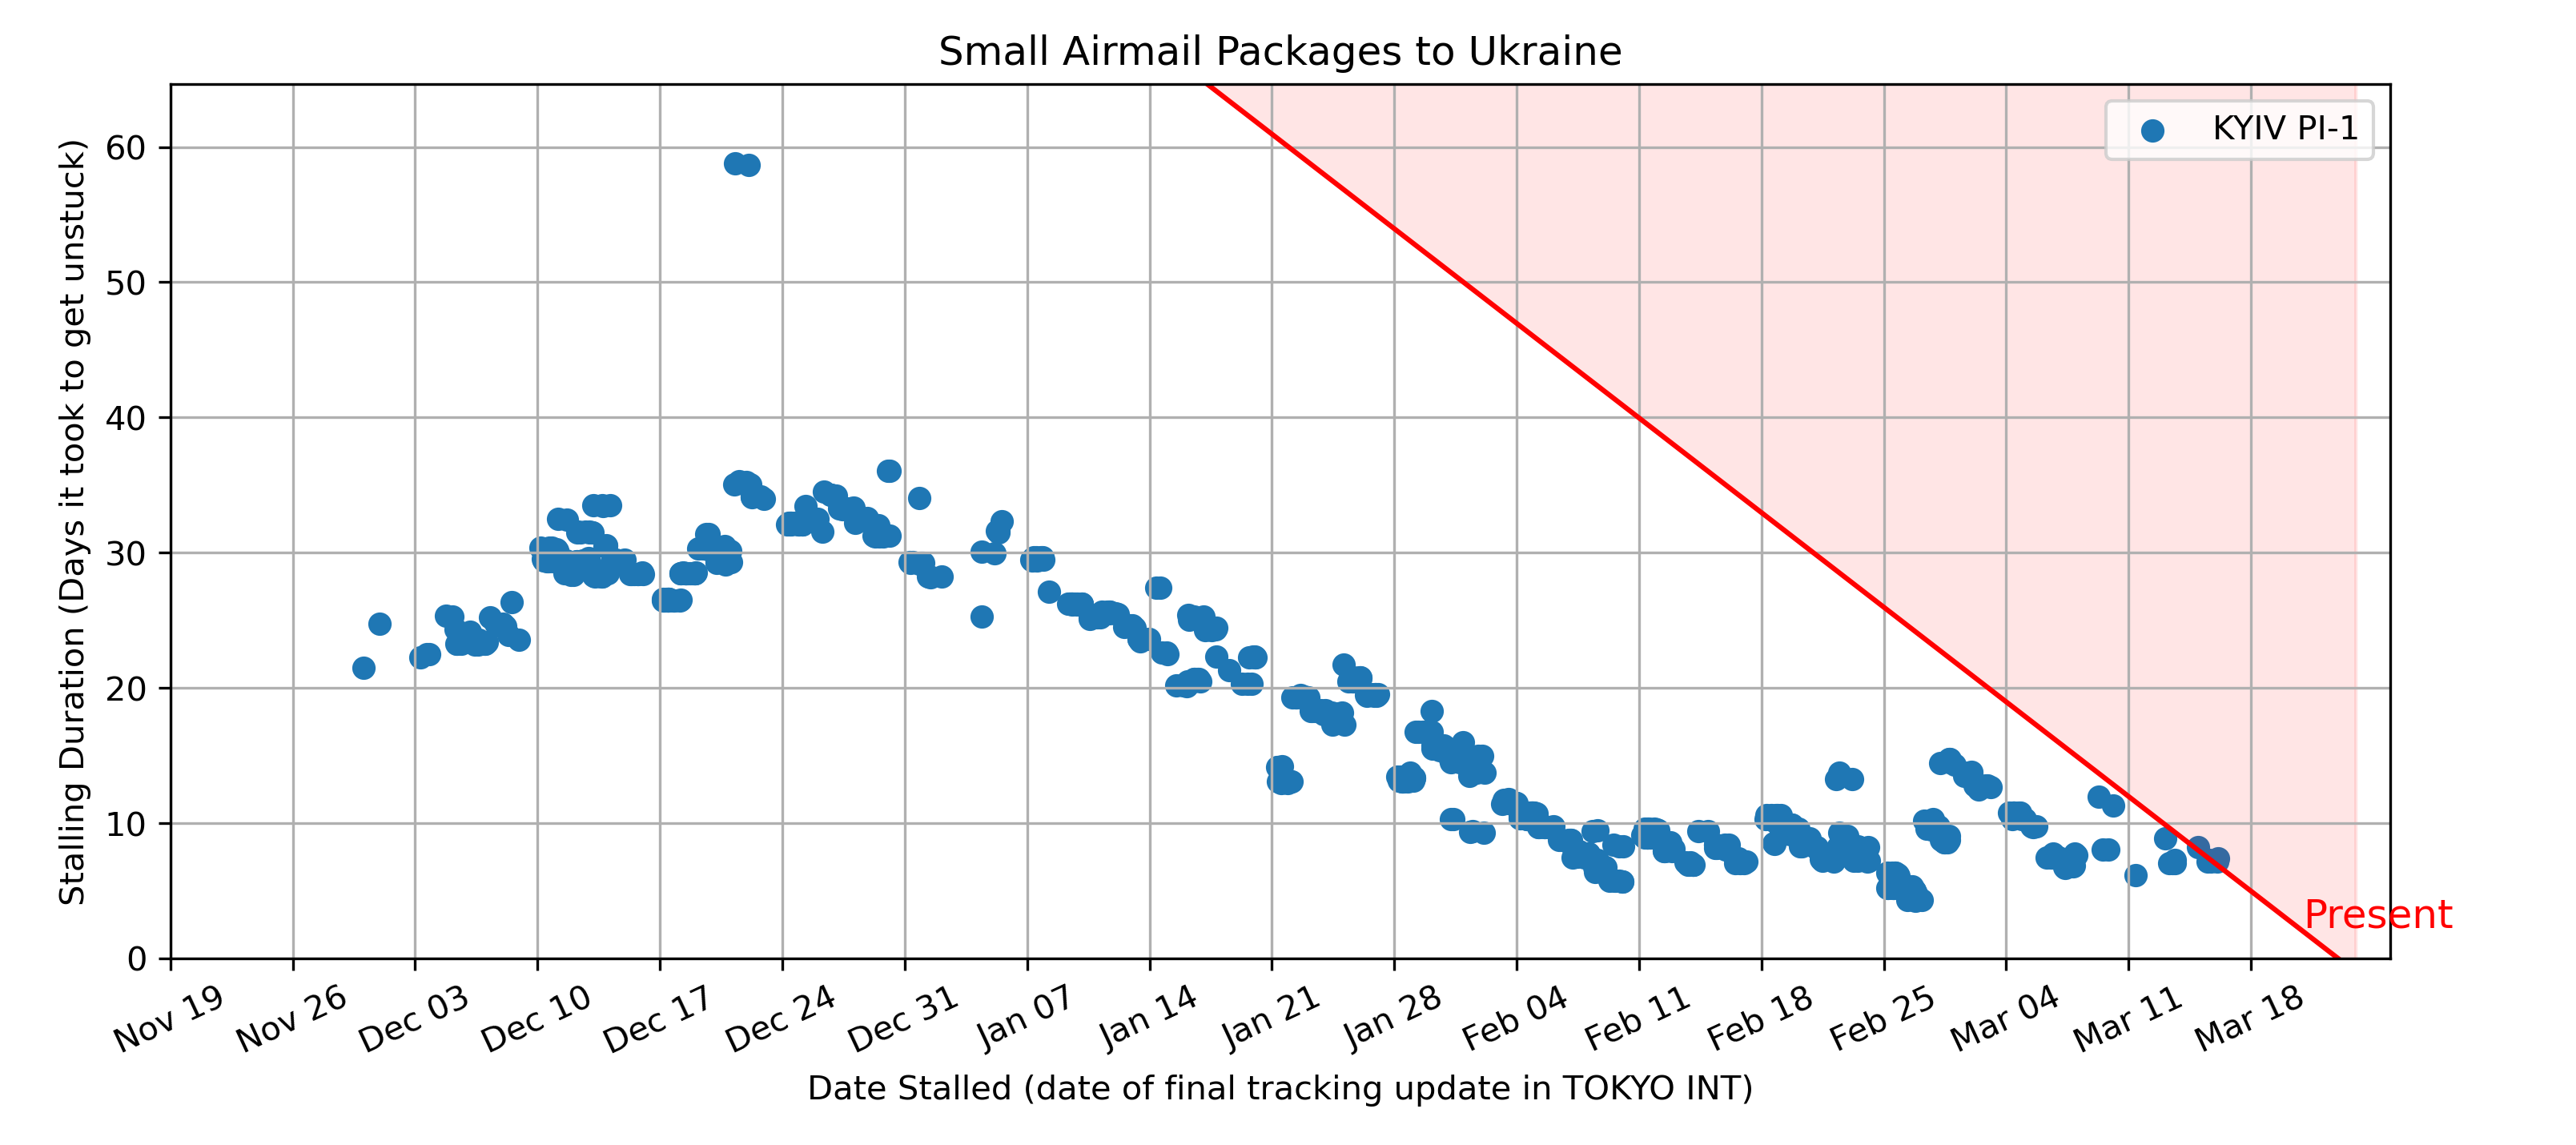 Small Airmail Packages to Ukraine
KYIV PI-1
Stalling Duration (Days it took to get unstuck)
60
50
40
30
20
10
0
Present
Nov 19
Nov 26
Dec 03
Dec 10
Dec 17
Dec 24
Dec 31
Jan 07
Jan 14
Jan 21
Jan 28
Feb 04
Feb 11
Feb 18
Feb 25
Mar 04
Mar 11
Mar 18
Date Stalled (date of final tracking update in TOKYO INT)